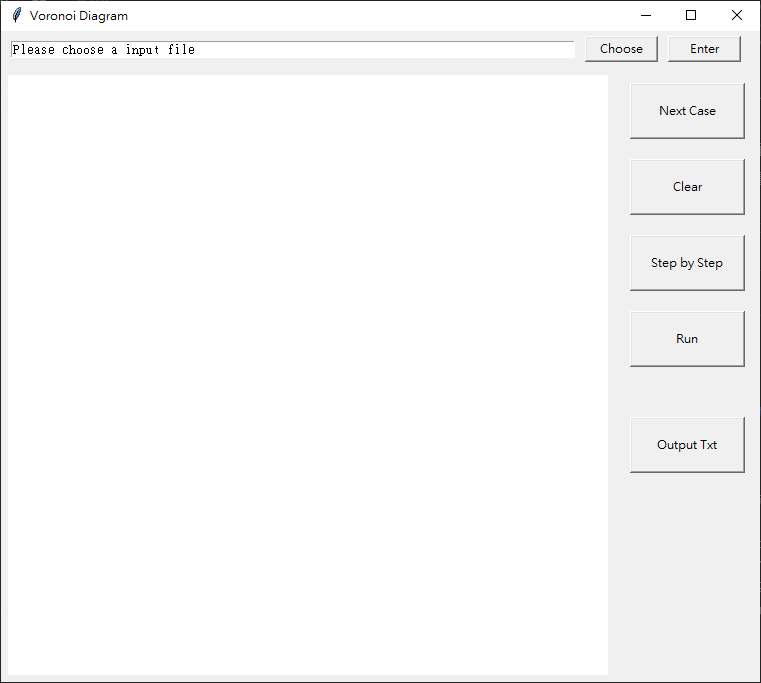 Voronoi Diagram
Please choose a input file
Choose
Enter
Next Case
Clear
Step by Step
Run
Output Txt